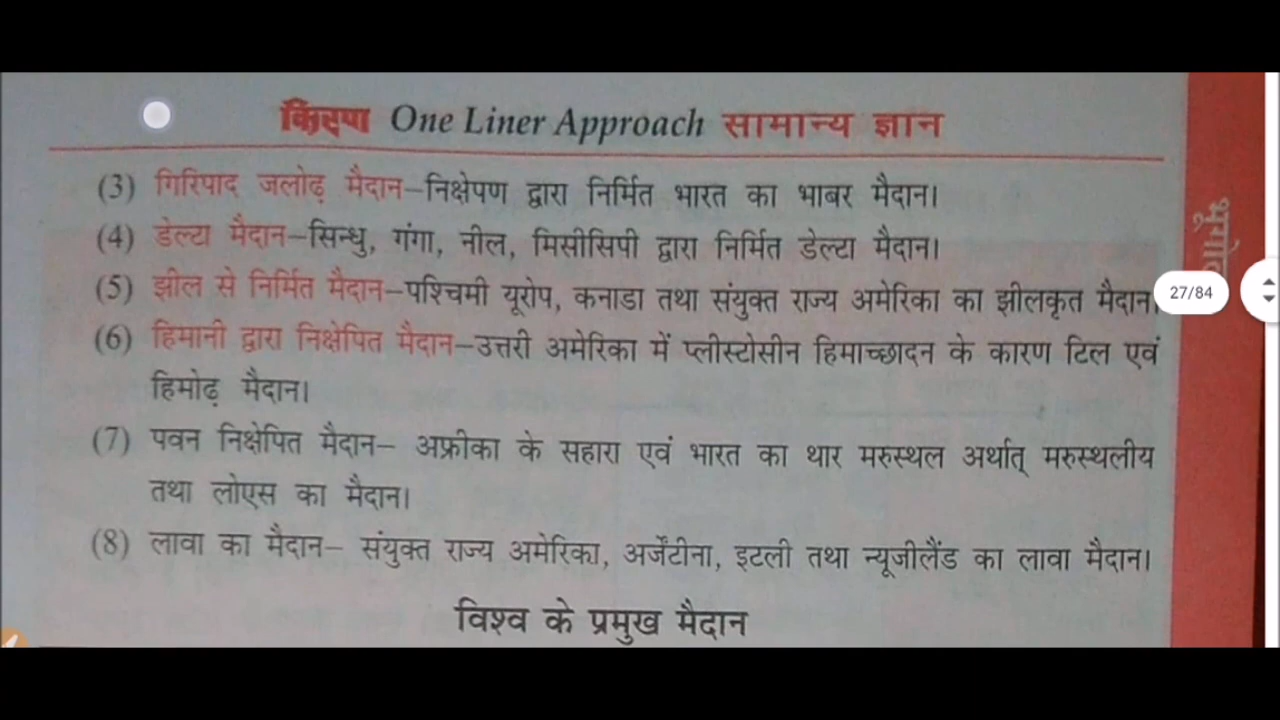 किरण One Liner Approach सामान्य ज्ञान
(3) गिरिपाद जलोढ़ मैदान–निक्षेपण द्वारा निर्मित भारत का भाबर मैदान।
(4) डेल्टा मैदान–सिन्धु, गंगा, नील, मिसीसिपी द्वारा निर्मित डेल्टा मैदान।
(5) झील से निर्मित मैदान–पश्चिमी यूरोप, कनाडा तथा संयुक्त राज्य अमेरिका का झीलकृत मैदान।
27/84
(6) हिमानी द्वारा निक्षेपित मैदान–उत्तरी अमेरिका में प्लीस्टोसीन हिमाच्छादन के कारण टिल एवं
हिमोढ़ मैदान।
(7) पवन निक्षेपित मैदान– अफ्रीका के सहारा एवं भारत का थार मरुस्थल अर्थात् मरुस्थलीय
तथा लोएस का मैदान।
(8) लावा का मैदान– संयुक्त राज्य अमेरिका, अर्जेंटीना, इटली तथा न्यूजीलैंड का लावा मैदान।
विश्व के प्रमुख मैदान